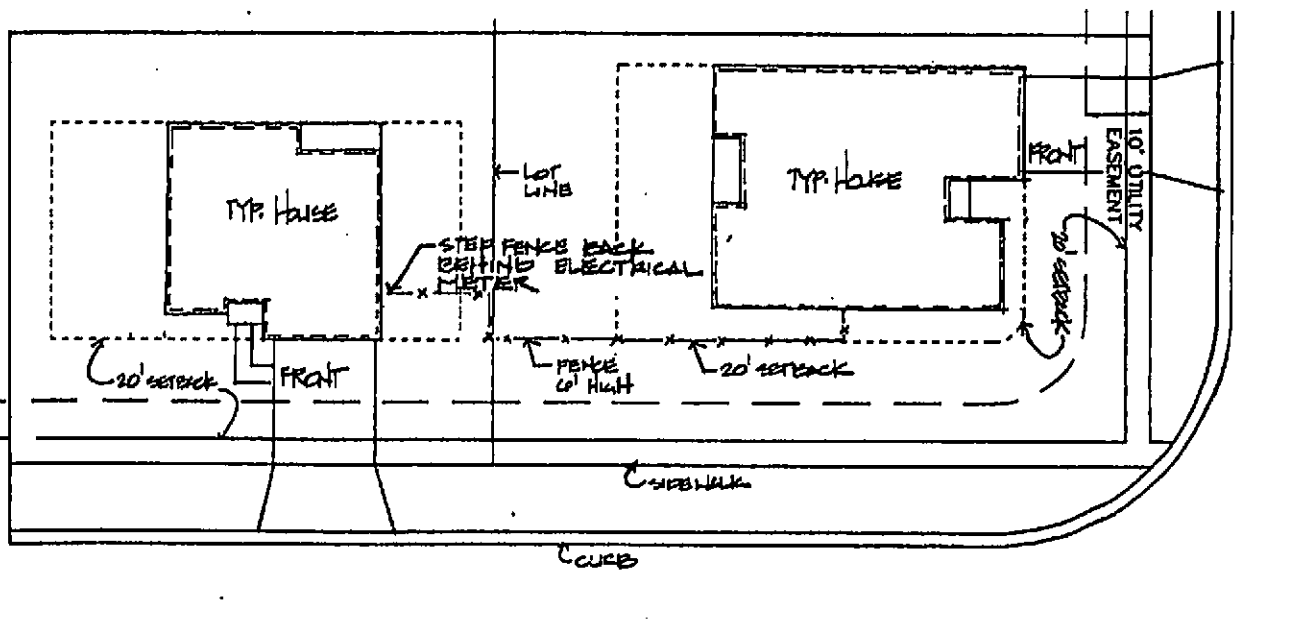 LOT
LINE
TYP. HOUSE
TYP. HOUSE
FRONT
10' UTILITY
EASEMENT
STEP FENCE BACK
BEHIND ELECTRICAL
METER
20' SETBACK
20' SETBACK
FRONT
FENCE
6' HIGH
20' SETBACK
SIDEWALK
CURB